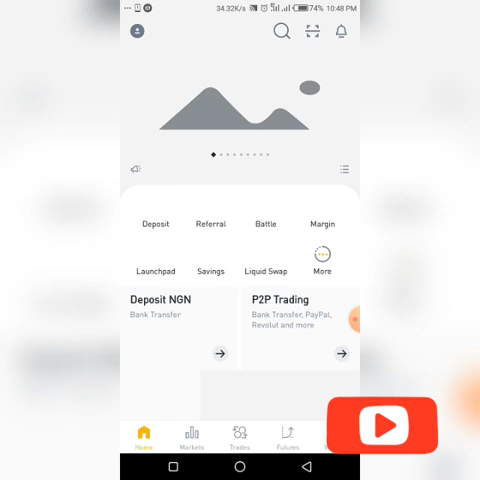 34.32K/s 74% 10:48 PM
Deposit Referral Battle Margin
Launchpad Savings Liquid Swap More
Deposit NGN
Bank Transfer
P2P Trading
Bank Transfer, PayPal,
Revolut and more
Home Markets Trades Futures